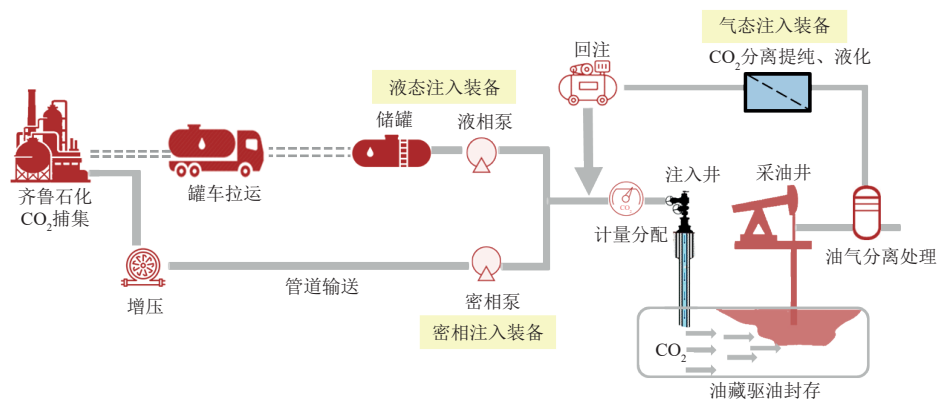 气态注入装备
回注
CO₂分离提纯、液化
液态注入装备
储罐
液相泵
齐鲁石化
CO₂捕集
罐车拉运
注入井
采油井
CO₂
计量分配
油气分离处理
增压
管道输送
密相泵
密相注入装备
CO₂
油藏驱油封存